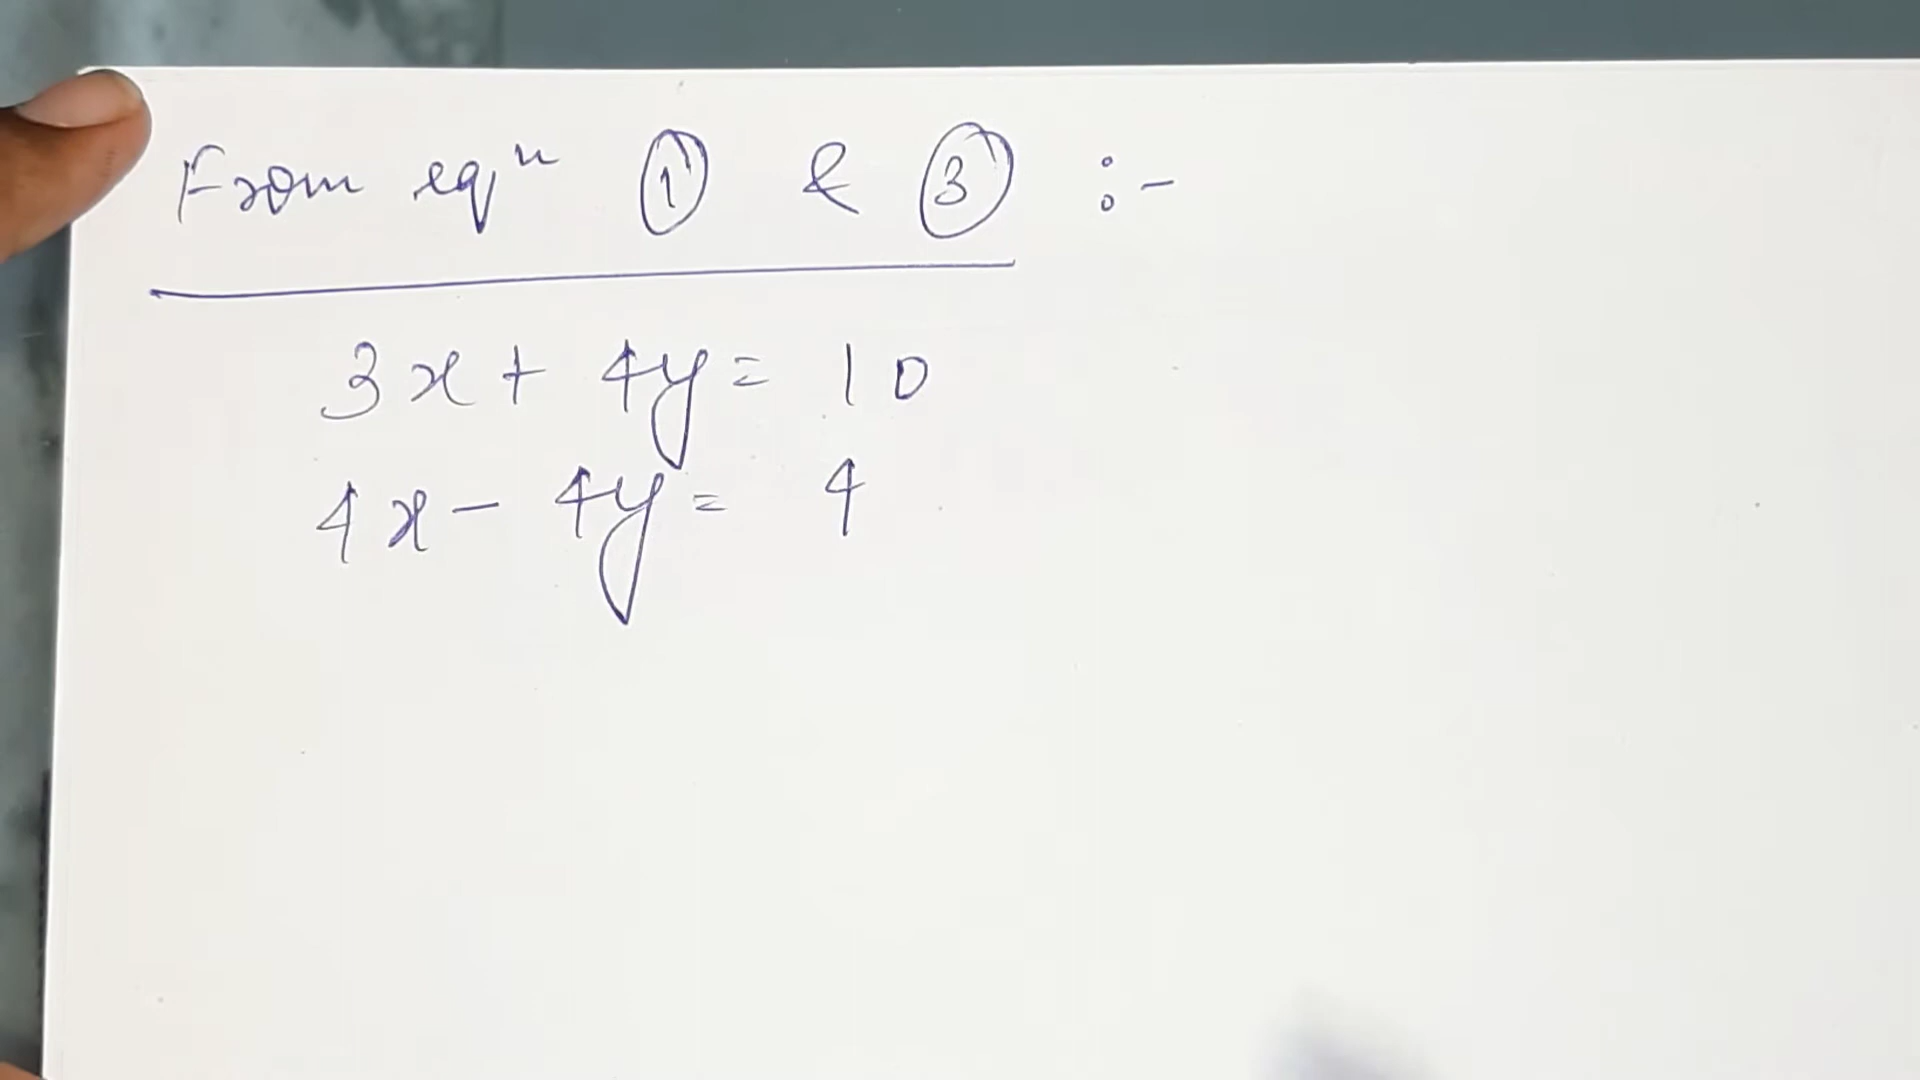 From eqⁿ ① & ③ :-
3x + 4y = 10
4x - 4y = 4